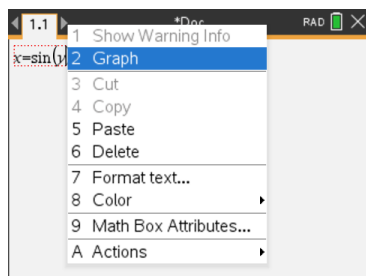 1.1 *Doc RAD
x=sin(y
1 Show Warning Info
2 Graph
3 Cut
4 Copy
5 Paste
6 Delete
7 Format text...
8 Color
9 Math Box Attributes...
A Actions